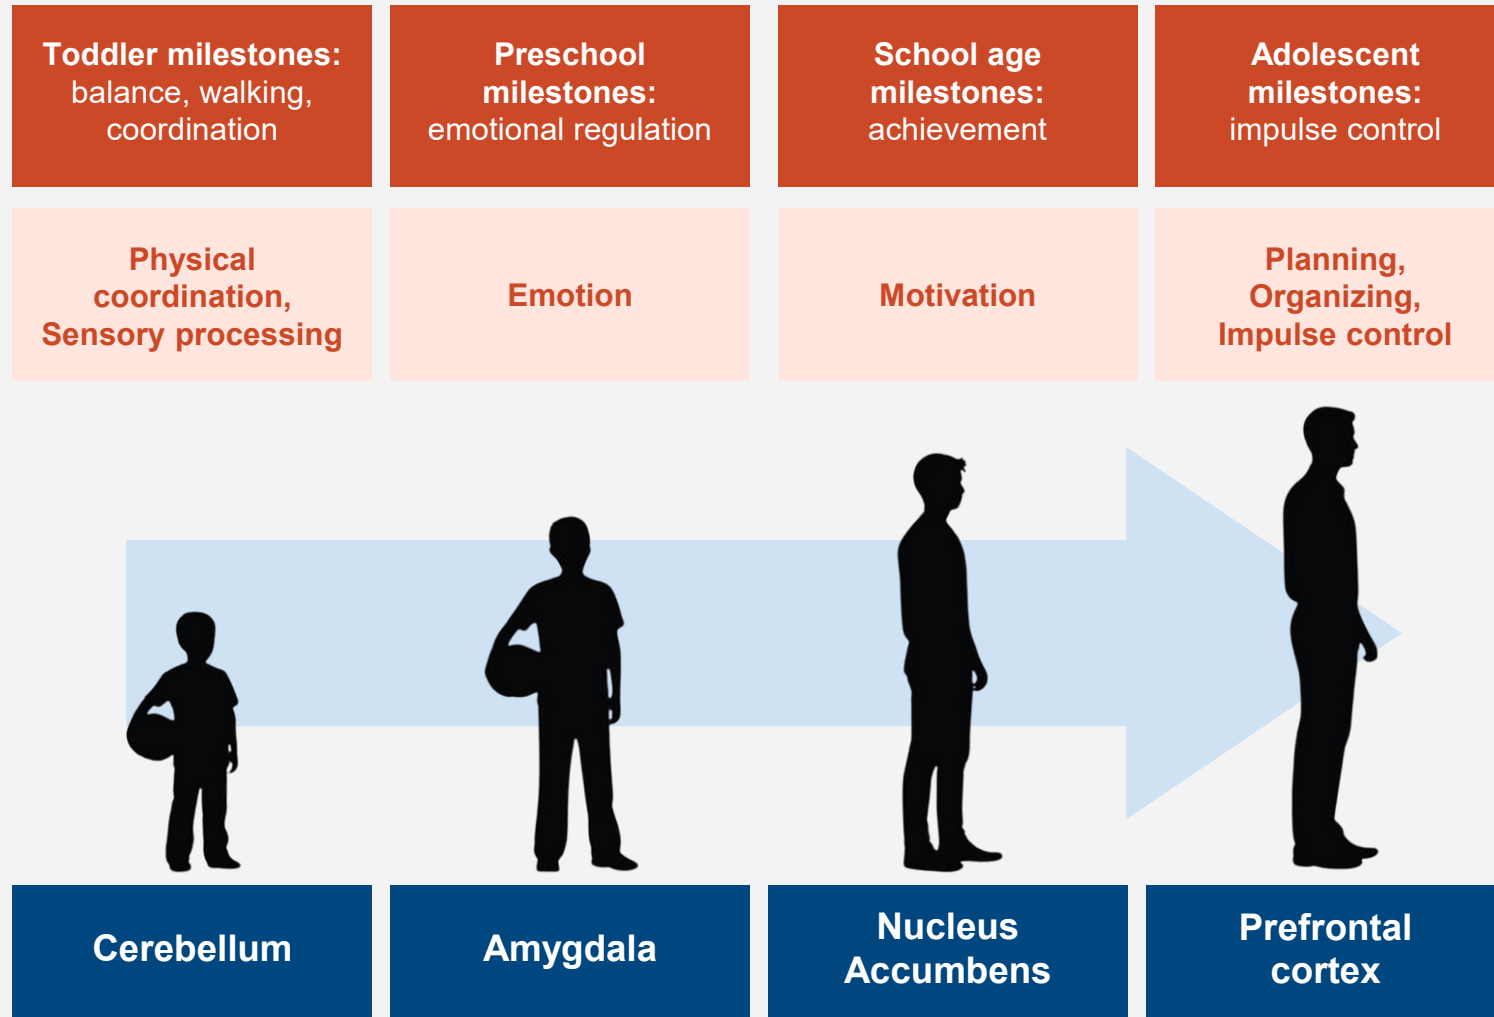 Toddler milestones:
balance, walking,
coordination
Preschool
milestones:
emotional regulation
School age
milestones:
achievement
Adolescent
milestones:
impulse control
Physical
coordination,
Sensory processing
Emotion
Motivation
Planning,
Organizing,
Impulse control
Cerebellum
Amygdala
Nucleus
Accumbens
Prefrontal
cortex